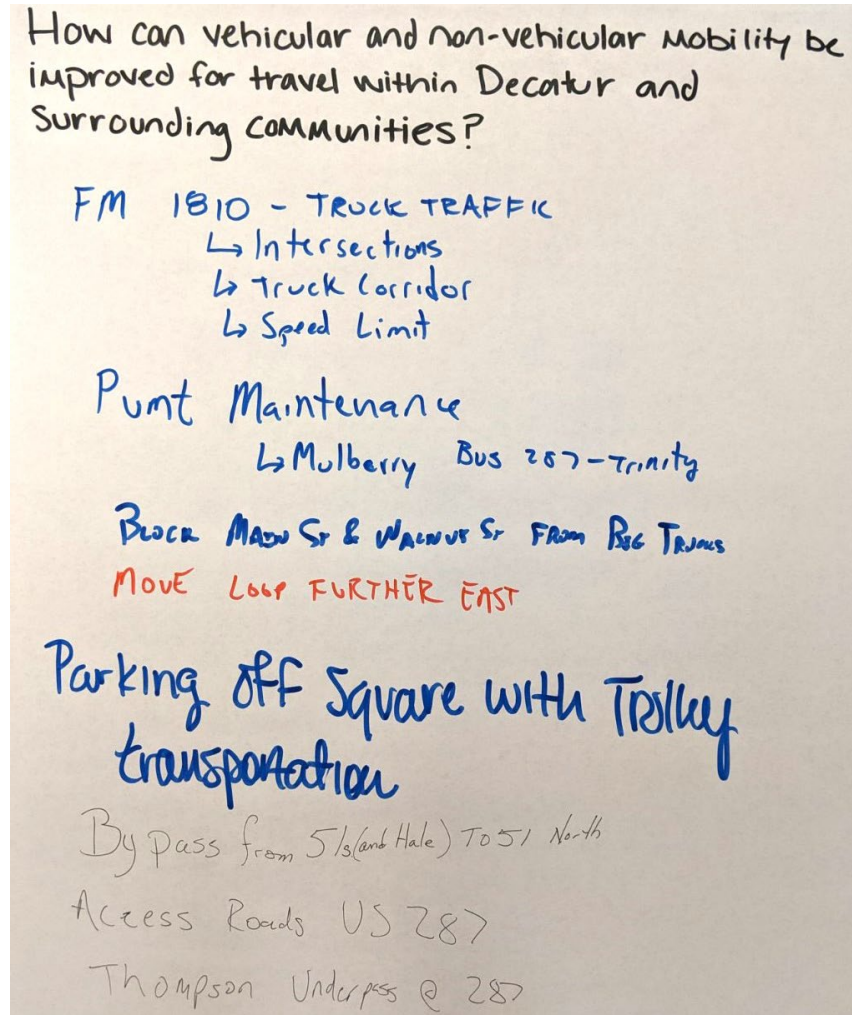 How can vehicular and non-vehicular mobility be
improved for travel within Decatur and
Surrounding communities?
FM 1810 - TRUCK TRAFFIC
↳ Intersections
↳ Truck Corridor
↳ Speed Limit
Pvmt Maintenance
↳ Mulberry Bus 287-Trinity
BLOCK MAIN ST & WALNUT ST FROM BIG TRUCKS
MOVE LOOP FURTHER EAST
Parking off Square with Trolley
transportation
By pass from 51s(and Hale) To 51 North
Access Roads US 287
Thompson Underpass @ 287